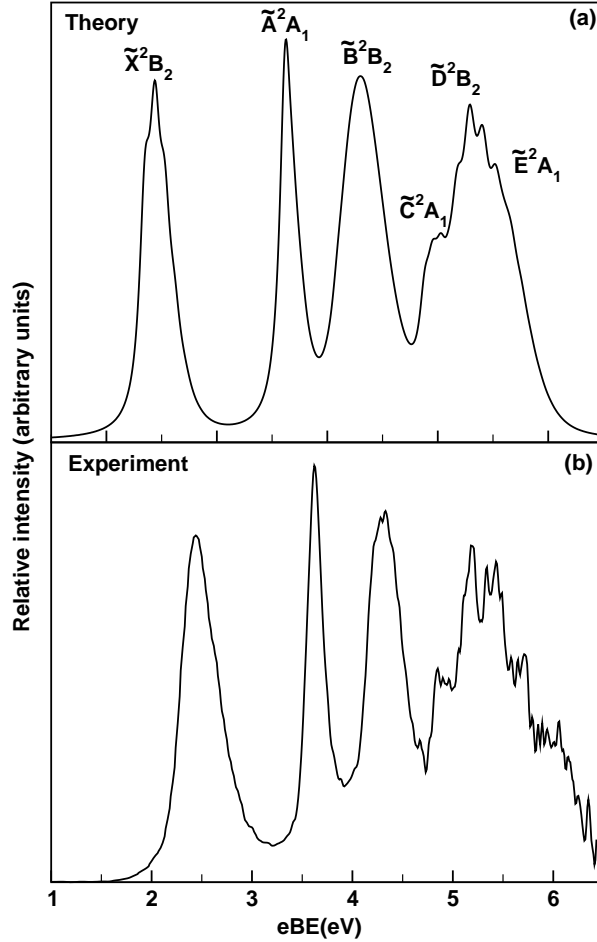 Theory
(a)
X̃²B₂
òA₁
B̃²B₂
C̃²A₁
D̃²B₂
Ẽ²A₁
Relative intensity (arbitrary units)
Experiment
(b)
1 2 3 4 5 6
eBE(eV)